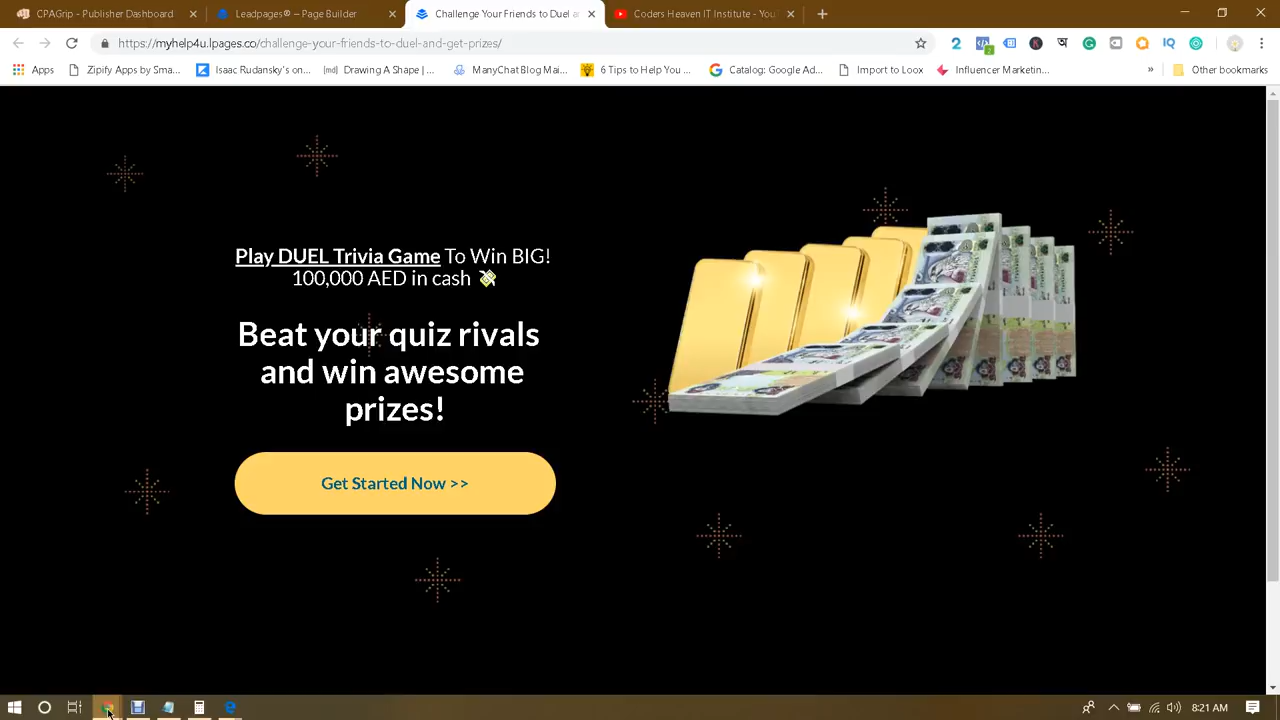 CPAGrip - Publisher Dashboard
Leadpages® – Page Builder
Challenge Your Friends to Duel a
Coders Heaven IT Institute - You
https://myhelp4u.lpages.co/challenge-your-friends-to-duel-and-get-prizes/
Apps
Zipify Apps by Sma...
Isaac Rudansky's on...
Drawing A Shape | ...
ManyChat Blog Mai...
6 Tips to Help You ...
Catalog: Google Ad...
Import to Loox
Influencer Marketin...
»
Other bookmarks
Play DUEL Trivia Game To Win BIG!
100,000 AED in cash 💸
Beat your quiz rivals
and win awesome
prizes!
Get Started Now >>
8:21 AM